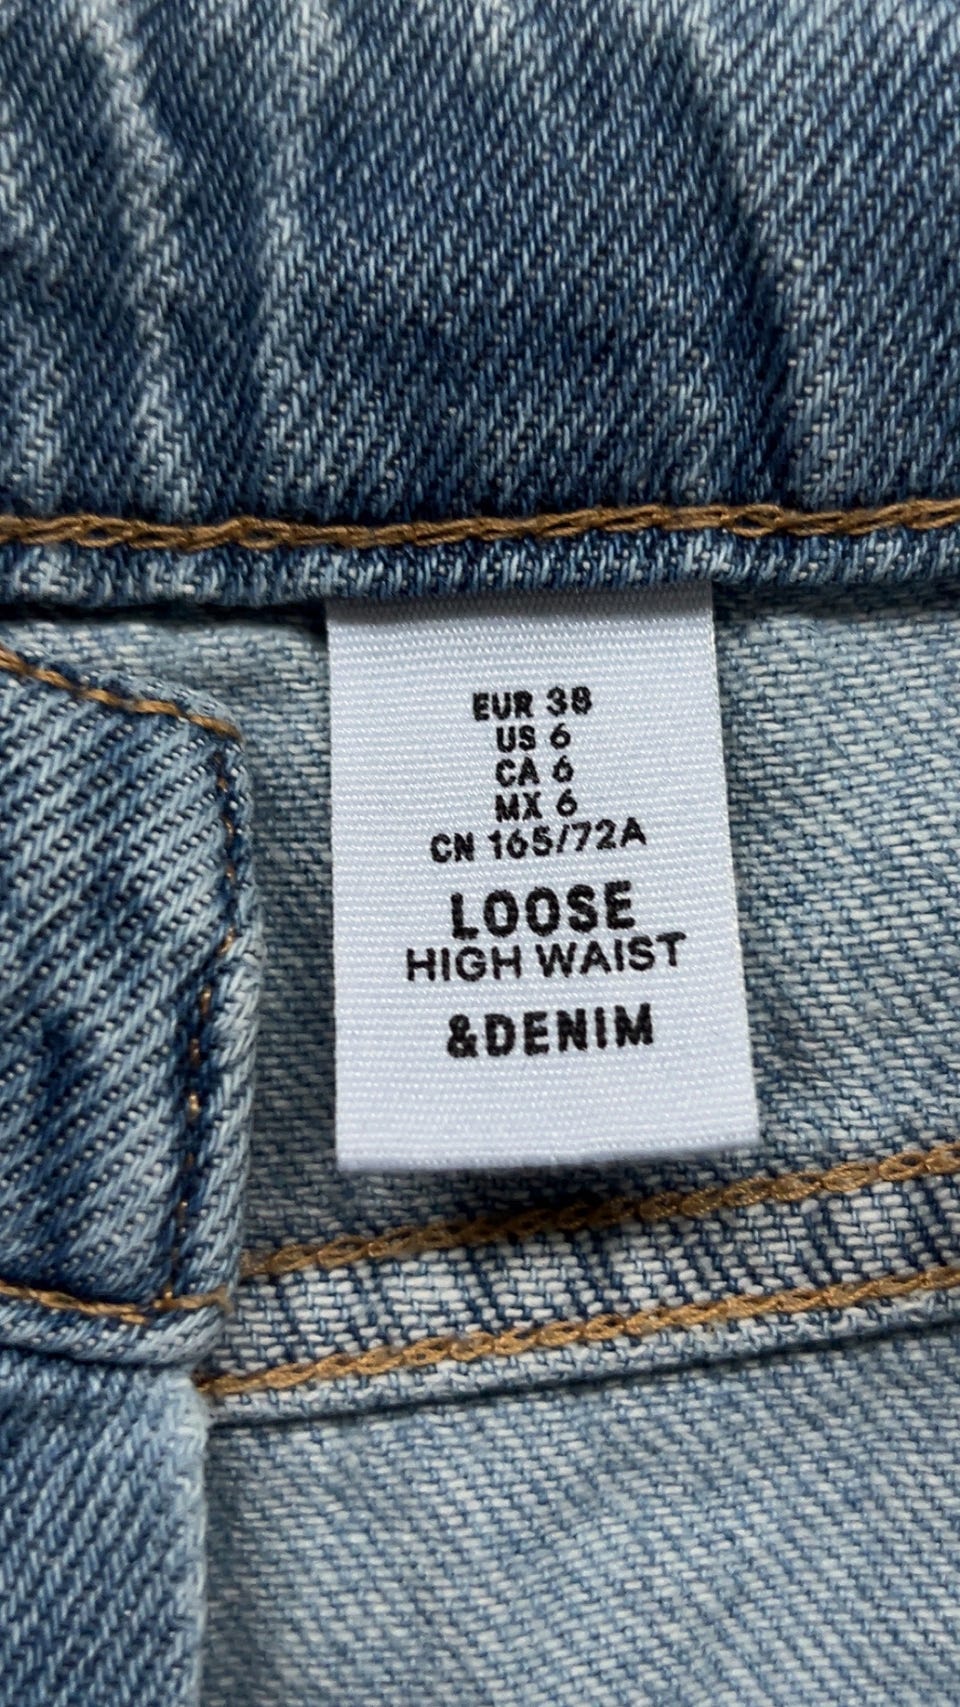 EUR 38
US 6
CA 6
MX 6
CN 165/72A
LOOSE
HIGH WAIST
&DENIM